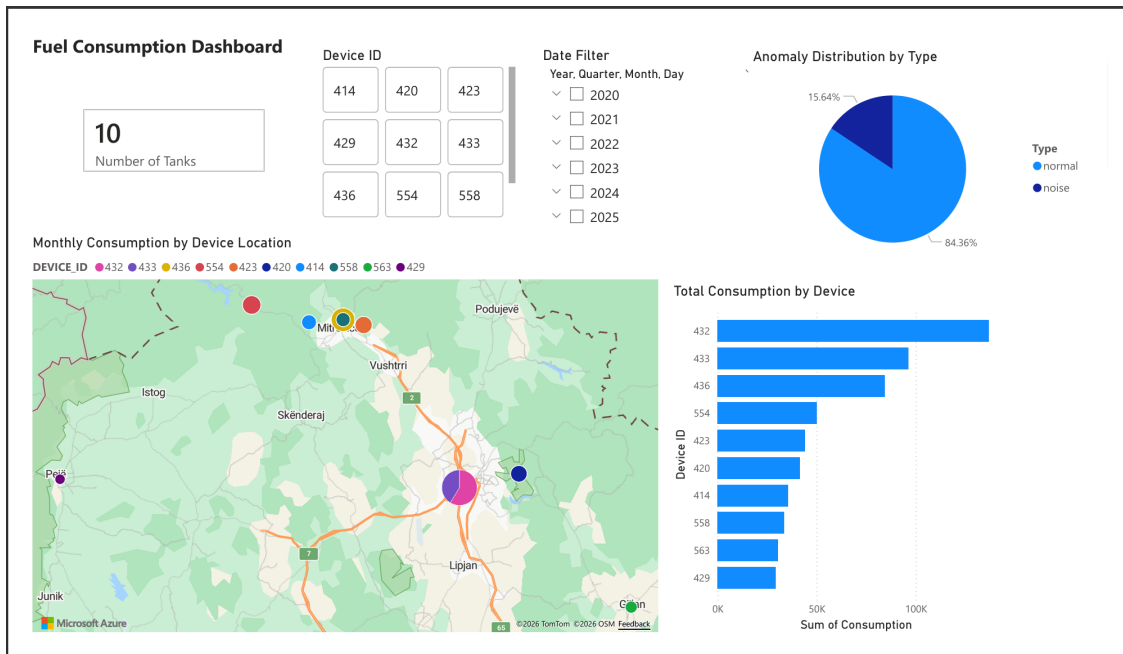 Fuel Consumption Dashboard
10
Number of Tanks
Device ID
414 420 423
429 432 433
436 554 558
Date Filter
Year, Quarter, Month, Day
2020
2021
2022
2023
2024
2025
Anomaly Distribution by Type
15.64%
84.36%
Type
normal
noise
Monthly Consumption by Device Location
DEVICE_ID 432 433 436 554 423 420 414 558 563 429
Podujevë
Vushtrri
2
Istog
Skënderaj
7
Lipjan
Junik
65
Microsoft Azure
©2026 TomTom ©2026 OSM Feedback
Total Consumption by Device
Device ID
432
433
436
554
423
420
414
558
563
429
0K 50K 100K
Sum of Consumption